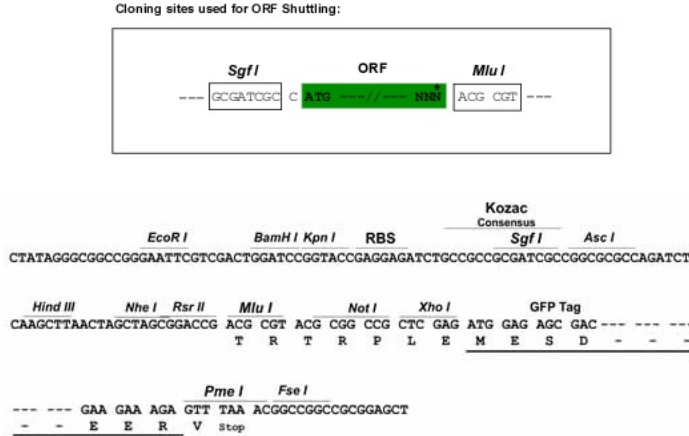 Cloning sites used for ORF Shuttling:
Sgf I ORF Mlu I
*
--- GCGATCGC C ATG ---//--- NNN ACG CGT ---
Kozac
Consensus
EcoR I BamH I Kpn I RBS Sgf I Asc I
CTATAGGGCGGCCGGGAATTCGTCGACTGGATCCGGTACCGAGGAGATCTGCCGCCGCGATCGCCGGCGCGCCAGATCT
Hind III Nhe I Rsr II Mlu I Not I Xho I GFP Tag
CAAGCTTAACTAGCTAGCGGACCG ACG CGT ACG CGG CCG CTC GAG ATG GAG AGC GAC--- --- ---
T R T R P L E M E S D - - -
Pme I Fse I
--- --- GAA GAA AGA GTT TAA ACGGCCGGCCGCGGAGCT
- - E E R V Stop